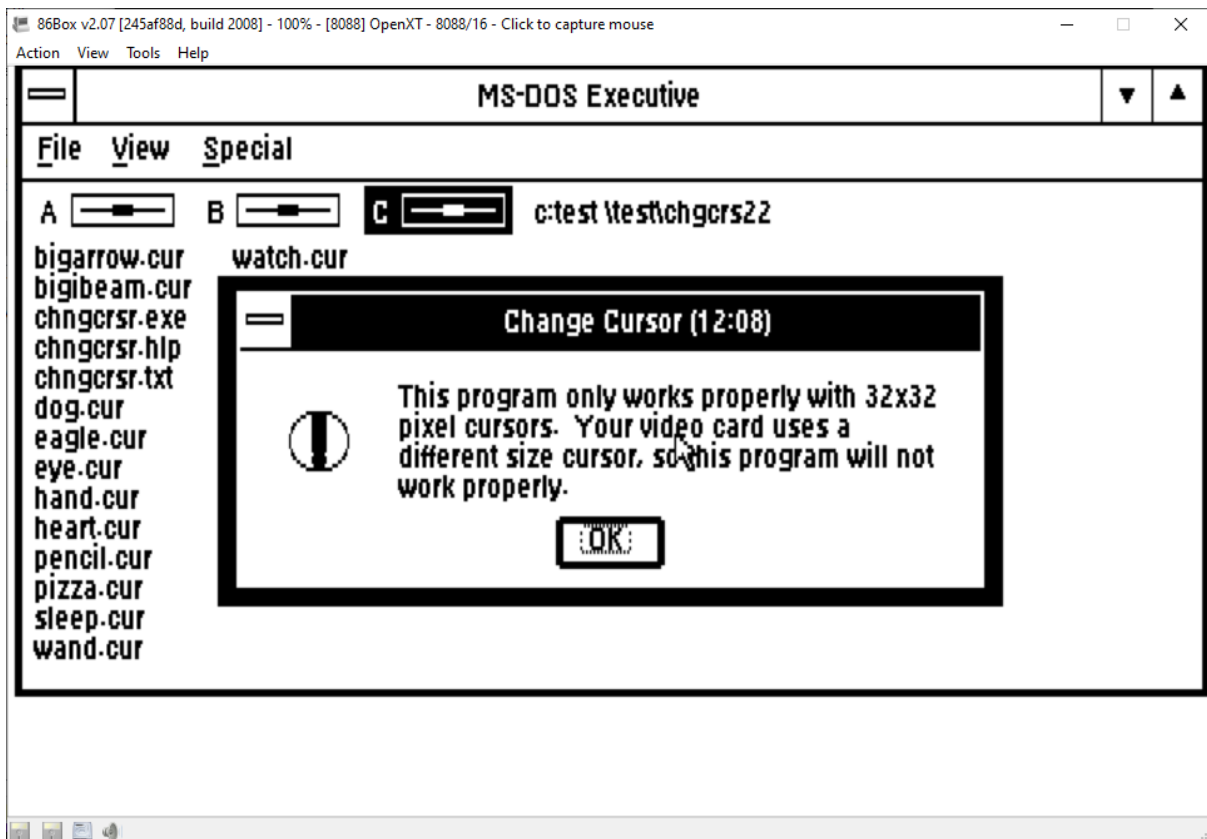 86Box v2.07 [245af88d, build 2008] - 100% - [8088] OpenXT - 8088/16 - Click to capture mouse
Action View Tools Help
MS-DOS Executive
File View Special
A B C c:test \test\chgcrs22
bigarrow.cur watch.cur
bigibeam.cur
chngcrsr.exe
chngcrsr.hlp
chngcrsr.txt
dog.cur
eagle.cur
eye.cur
hand.cur
heart.cur
pencil.cur
pizza.cur
sleep.cur
wand.cur
Change Cursor (12:08)
This program only works properly with 32x32
pixel cursors. Your video card uses a
different size cursor, so this program will not
work properly.
OK